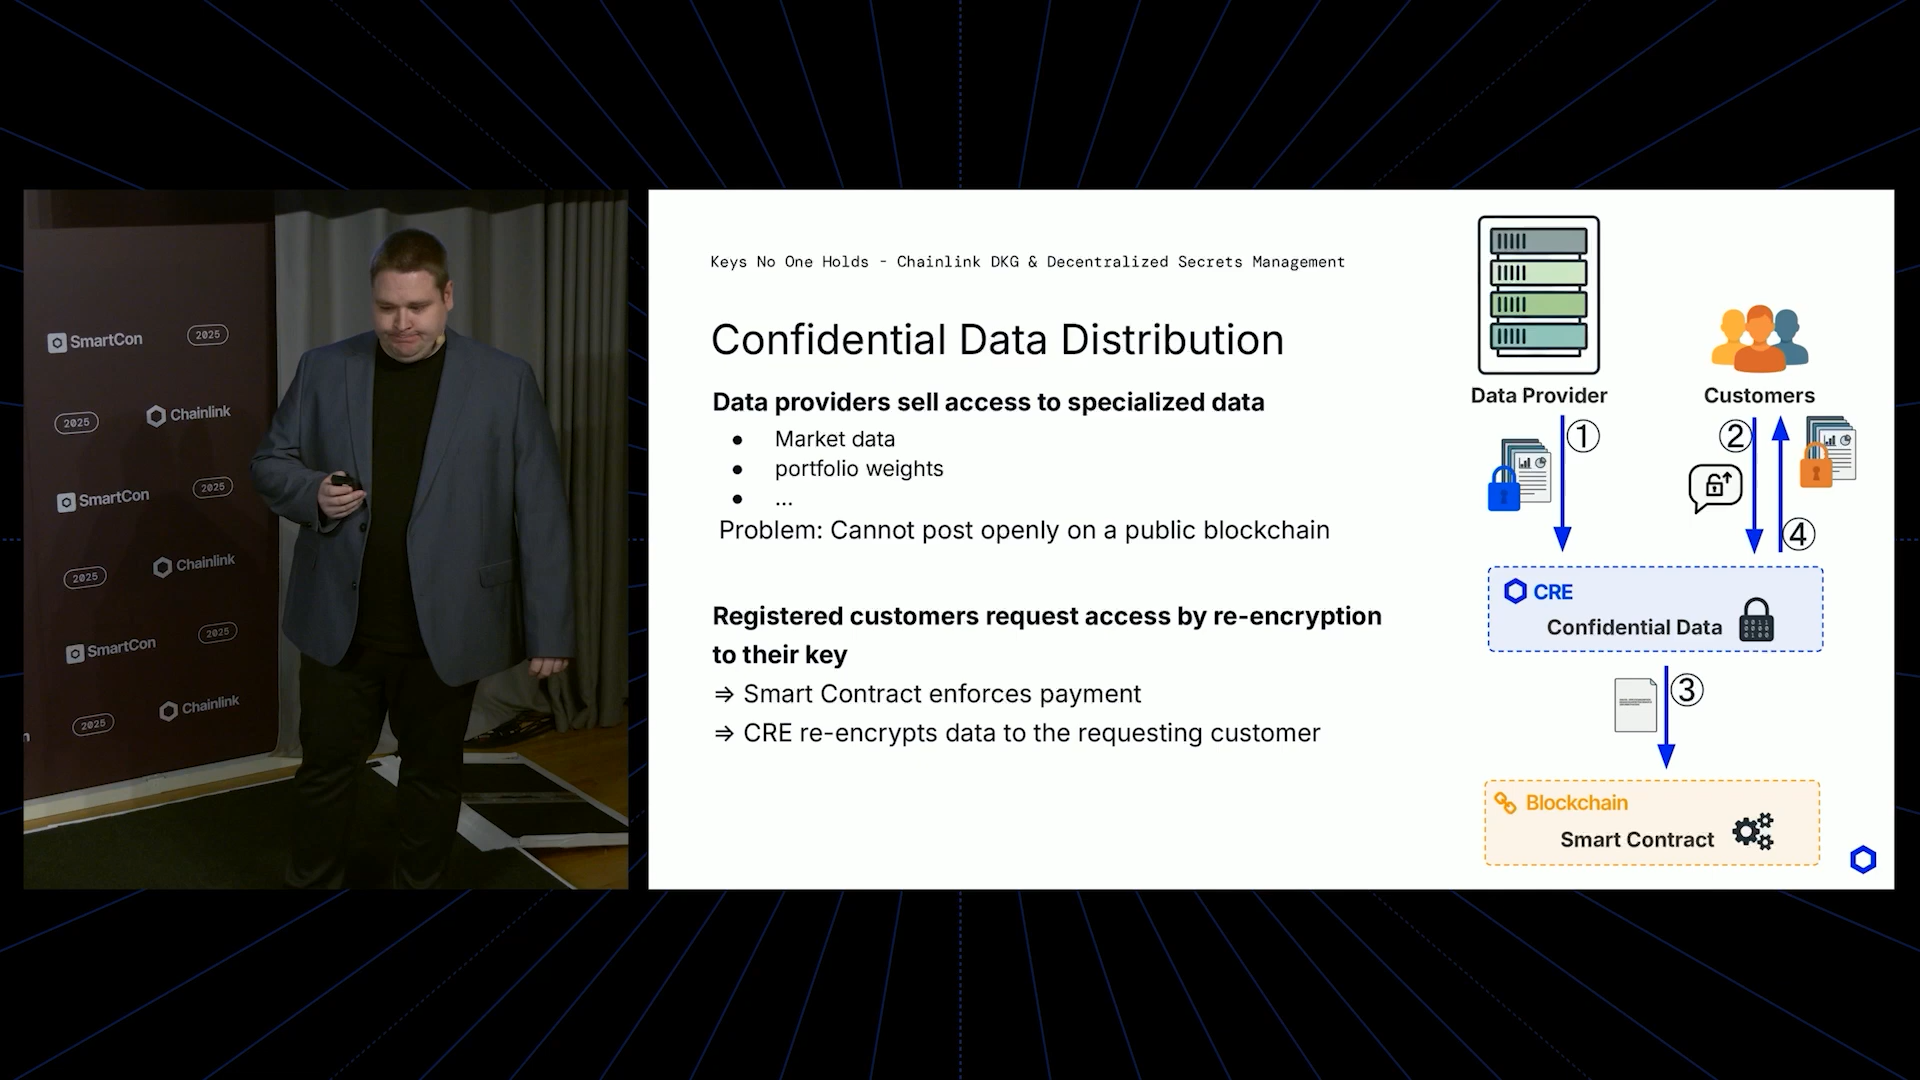 SmartCon 2025
2025 Chainlink
SmartCon 2025
2025 Chainlink
SmartCon 2025
2025 Chainlink
n
Keys No One Holds - Chainlink DKG & Decentralized Secrets Management
Confidential Data Distribution
Data providers sell access to specialized data
● Market data
● portfolio weights
● ...
Problem: Cannot post openly on a public blockchain
Registered customers request access by re-encryption
to their key
⇒ Smart Contract enforces payment
⇒ CRE re-encrypts data to the requesting customer
Data Provider
Customers
①
②
④
CRE
Confidential Data
0011
③
Blockchain
Smart Contract